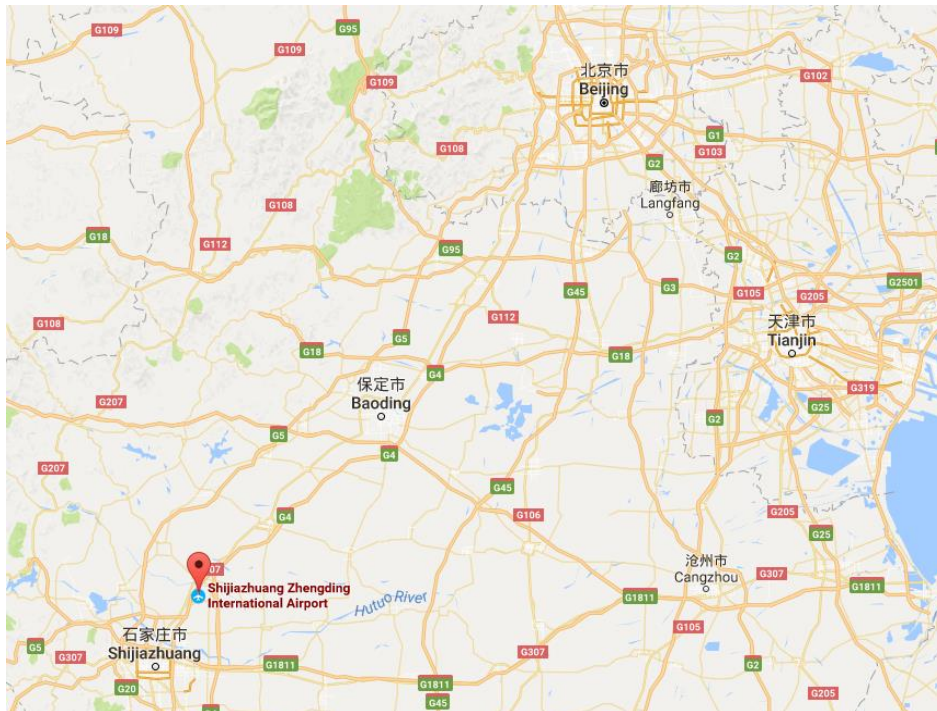 G109
G95
G109
G109
北京市
Beijing
G102
G108
G1
G103
G2
廊坊市
Langfang
G108
G18
G112
G95
G2
G45
G3
G105
G205
G2501
G108
G112
天津市
Tianjin
G5
G18
G18
G4
保定市
Baoding
G319
G207
G25
G2
G5
G4
G207
G45
G4
G106
G205
G25
07
沧州市
Cangzhou
G307
G1811
Shijiazhuang Zhengding
International Airport
Hutuo River
G1811
石家庄市
Shijiazhuang
G105
G5
G307
G307
G1811
G2
G1811
G20
G45
G205